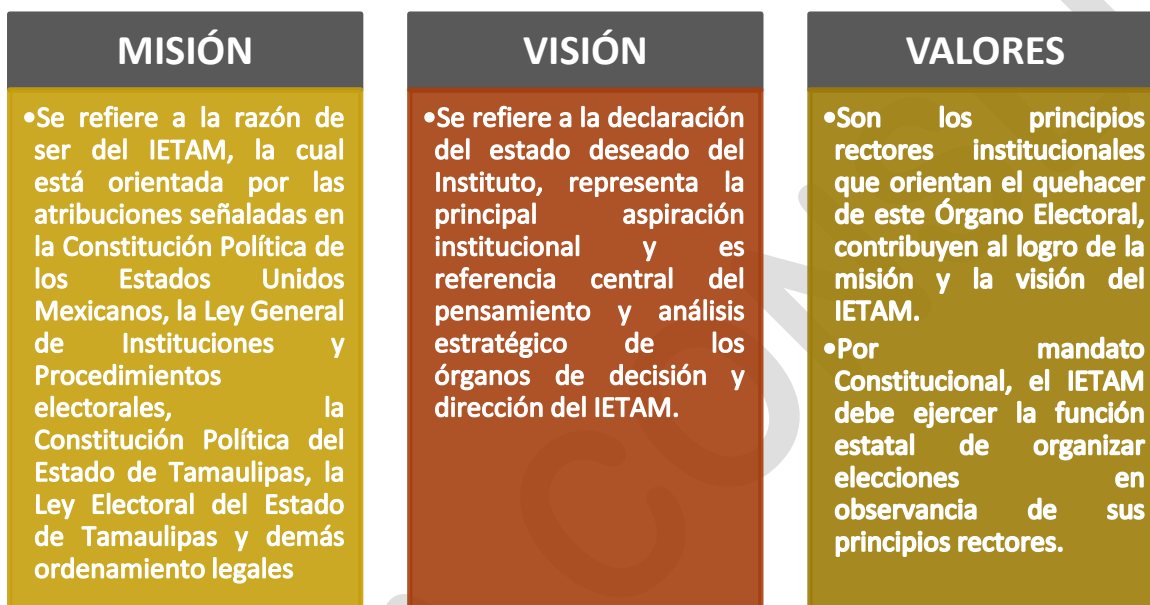 MISIÓN
•Se refiere a la razón de
ser del IETAM, la cual
está orientada por las
atribuciones señaladas en
la Constitución Política de
los Estados Unidos
Mexicanos, la Ley General
de Instituciones y
Procedimientos
electorales, la
Constitución Política del
Estado de Tamaulipas, la
Ley Electoral del Estado
de Tamaulipas y demás
ordenamiento legales
VISIÓN
•Se refiere a la declaración
del estado deseado del
Instituto, representa la
principal aspiración
institucional y es
referencia central del
pensamiento y análisis
estratégico de los
órganos de decisión y
dirección del IETAM.
VALORES
•Son los principios
rectores institucionales
que orientan el quehacer
de este Órgano Electoral,
contribuyen al logro de la
misión y la visión del
IETAM.
•Por mandato
Constitucional, el IETAM
debe ejercer la función
estatal de organizar
elecciones en
observancia de sus
principios rectores.